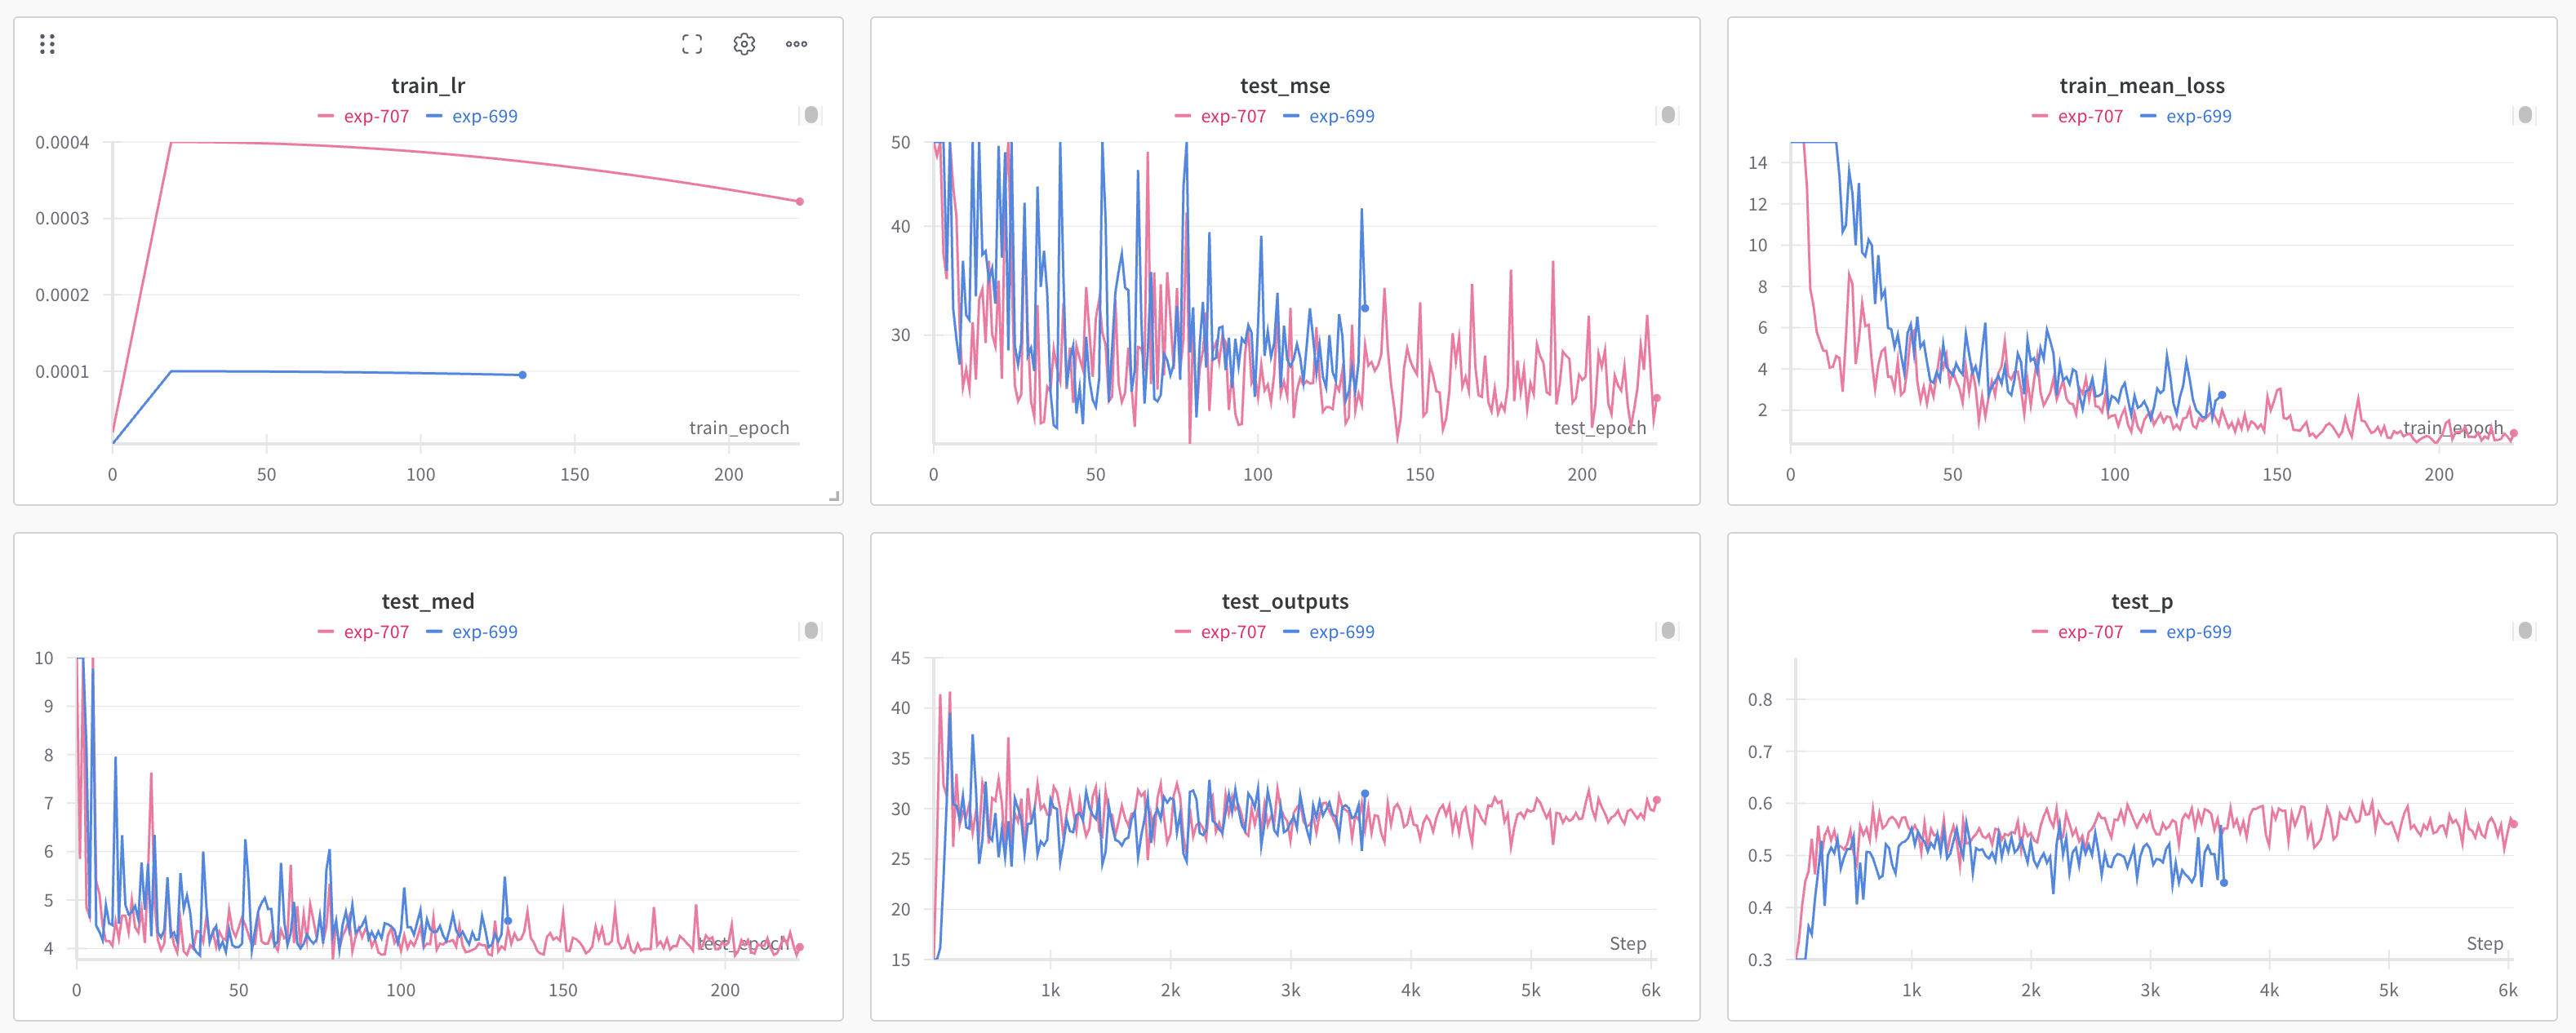 train_lr
exp-707 exp-699
0.0004
0.0003
0.0002
0.0001
train_epoch
0 50 100 150 200
test_mse
exp-707 exp-699
50
40
30
test_epoch
0 50 100 150 200
train_mean_loss
exp-707 exp-699
14
12
10
8
6
4
2
train_epoch
0 50 100 150 200
test_med
exp-707 exp-699
10
9
8
7
6
5
4
test_epoch
0 50 100 150 200
test_outputs
exp-707 exp-699
45
40
35
30
25
20
15
Step
1k 2k 3k 4k 5k 6k
test_p
exp-707 exp-699
0.8
0.7
0.6
0.5
0.4
0.3
Step
1k 2k 3k 4k 5k 6k